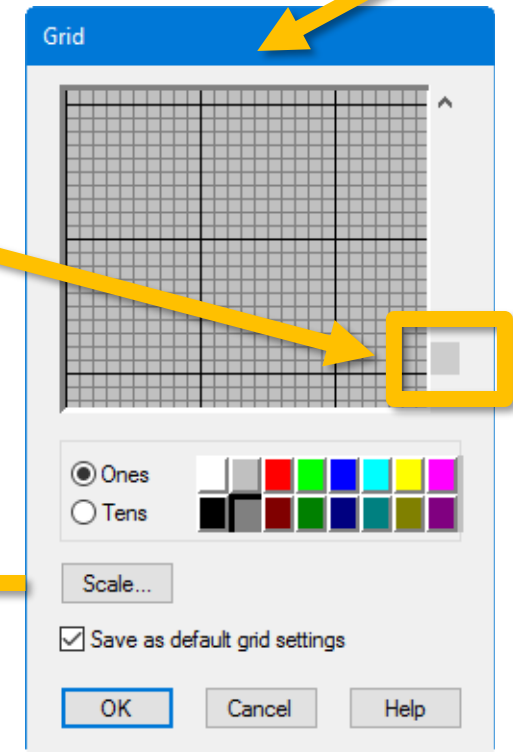 Grid
Ones
Tens
Scale...
Save as default grid settings
OK Cancel Help